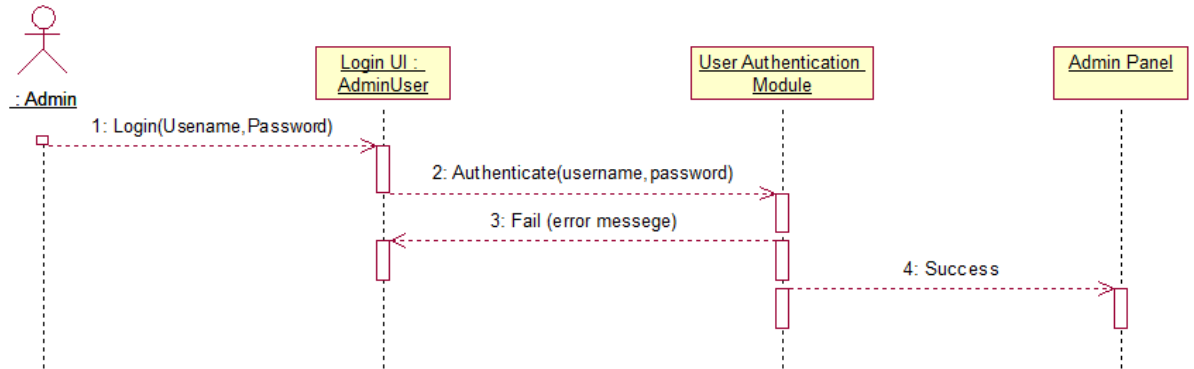 Login UI :
AdminUser
User Authentication
Module
Admin Panel
: Admin
1: Login(Usename,Password)
2: Authenticate(username,password)
3: Fail (error messege)
4: Success